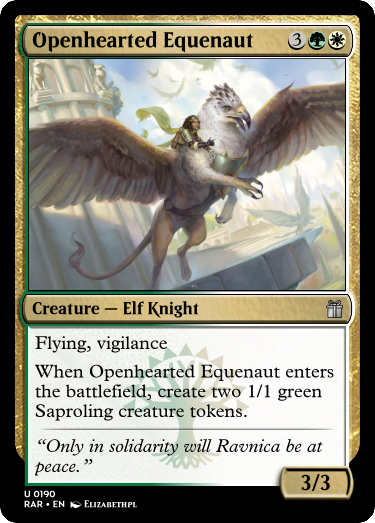 Openhearted Equenaut 3
Creature — Elf Knight
Flying, vigilance
When Openhearted Equenaut enters
the battlefield, create two 1/1 green
Saproling creature tokens.
“Only in solidarity will Ravnica be at
peace.”
3/3
U 0190
RAR • EN ELIZABETHPL